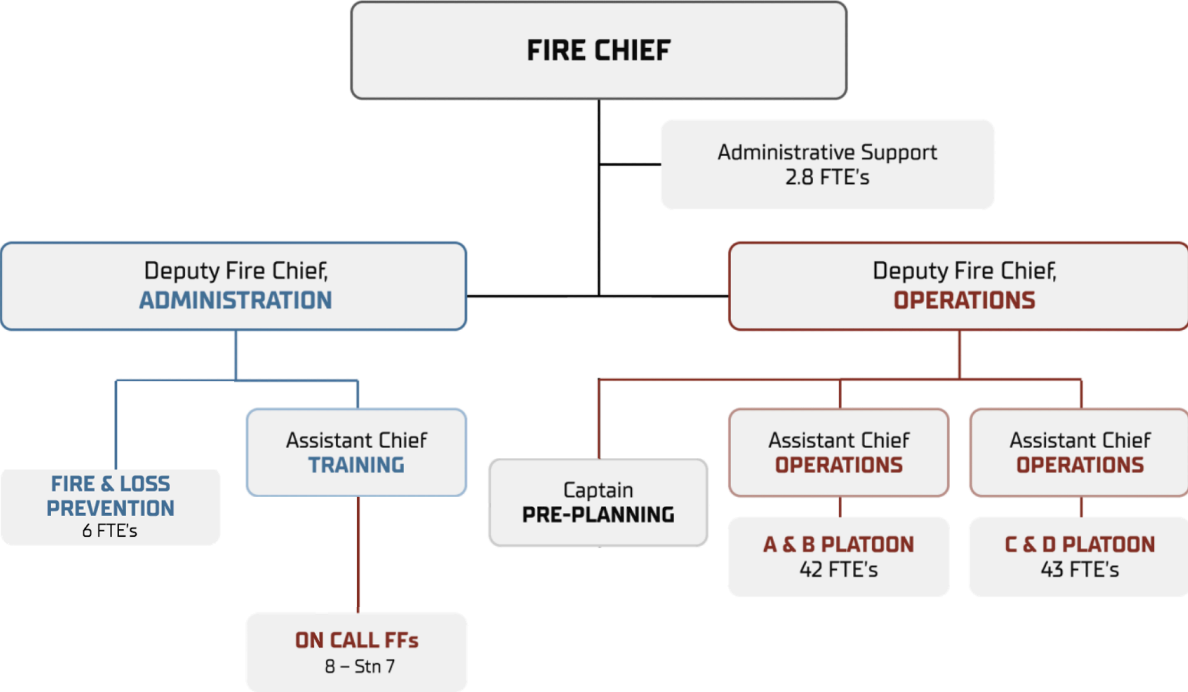 FIRE CHIEF
Administrative Support
2.8 FTE's
Deputy Fire Chief,
ADMINISTRATION
Deputy Fire Chief,
OPERATIONS
Assistant Chief
TRAINING
Assistant Chief
OPERATIONS
Assistant Chief
OPERATIONS
FIRE & LOSS
PREVENTION
6 FTE's
Captain
PRE-PLANNING
A & B PLATOON
42 FTE's
C & D PLATOON
43 FTE's
ON CALL FFs
8 – Stn 7